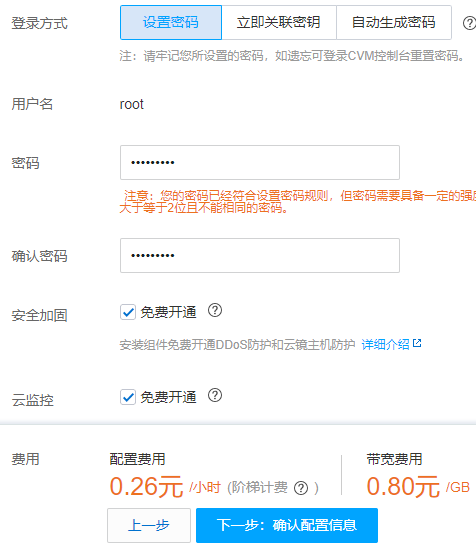 登录方式 设置密码 立即关联密钥 自动生成密码
注：请牢记您所设置的密码，如遗忘可登录CVM控制台重置密码。
用户名 root
密码 •••••••••
注意：您的密码已经符合设置密码规则，但密码需要具备一定的强度
大于等于2位且不能相同的密码。
确认密码 •••••••••
安全加固 免费开通
安装组件免费开通DDoS防护和云镜主机防护 详细介绍
云监控 免费开通
费用 配置费用 带宽费用
0.26元 /小时 (阶梯计费 ) 0.80元 /GB
上一步 下一步：确认配置信息